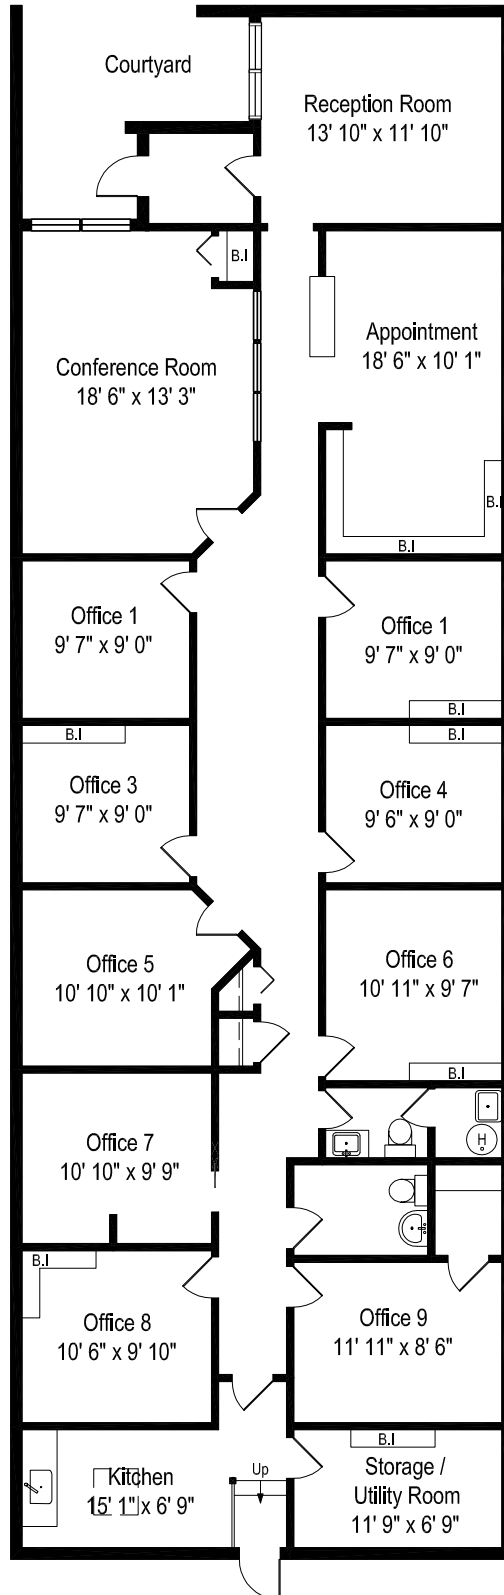 Courtyard
Reception Room
13' 10" x 11' 10"
B.I
Conference Room
18' 6" x 13' 3"
Appointment
18' 6" x 10' 1"
B.I
B.I
Office 1
9' 7" x 9' 0"
Office 1
9' 7" x 9' 0"
B.I
B.I
B.I
Office 3
9' 7" x 9' 0"
Office 4
9' 6" x 9' 0"
Office 5
10' 10" x 10' 1"
Office 6
10' 11" x 9' 7"
B.I
Office 7
10' 10" x 9' 9"
H
B.I
Office 8
10' 6" x 9' 10"
Office 9
11' 11" x 8' 6"
B.I
Kitchen
15' 1" x 6' 9"
Up
Storage /
Utility Room
11' 9" x 6' 9"